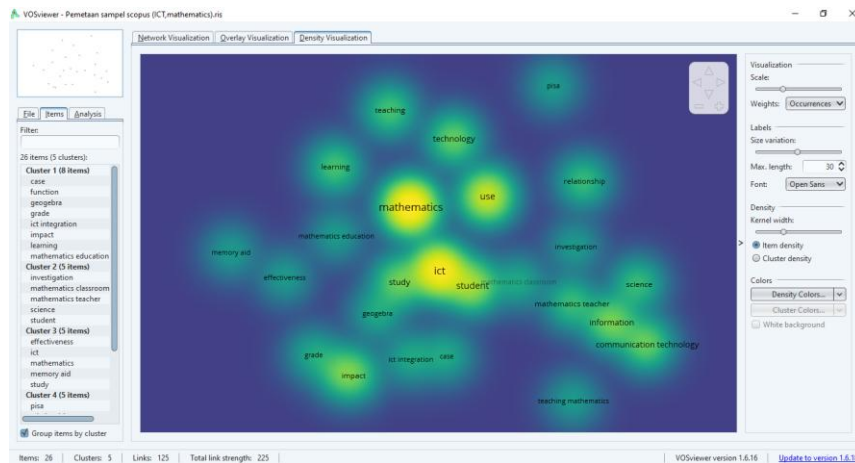 VOSviewer - Pemetaan sampel scopus (ICT,mathematics).ris
Network Visualization Overlay Visualization Density Visualization
File Items Analysis
Filter:
26 items (5 clusters):
Cluster 1 (8 items)
case
function
geogebra
grade
ict integration
impact
learning
mathematics education
Cluster 2 (5 items)
investigation
mathematics classroom
mathematics teacher
science
student
Cluster 3 (5 items)
effectiveness
ict
mathematics
memory aid
study
Cluster 4 (5 items)
pisa
Group items by cluster
pisa
teaching
technology
learning
relationship
use
mathematics
mathematics education
investigation
memory aid
effectiveness
ict
study
student
mathematics classroom
science
geogebra
mathematics teacher
information
communication technology
grade
ict integration
case
impact
teaching mathematics
Visualization
Scale:
Weights: Occurrences
Labels
Size variation:
Max. length: 30
Font: Open Sans
Density
Kernel width:
>
Item density
Cluster density
Colors
Density Colors...
Cluster Colors...
White background
Items: 26 Clusters: 5 Links: 125 Total link strength: 225
VOSviewer version 1.6.16 Update to version 1.6.1